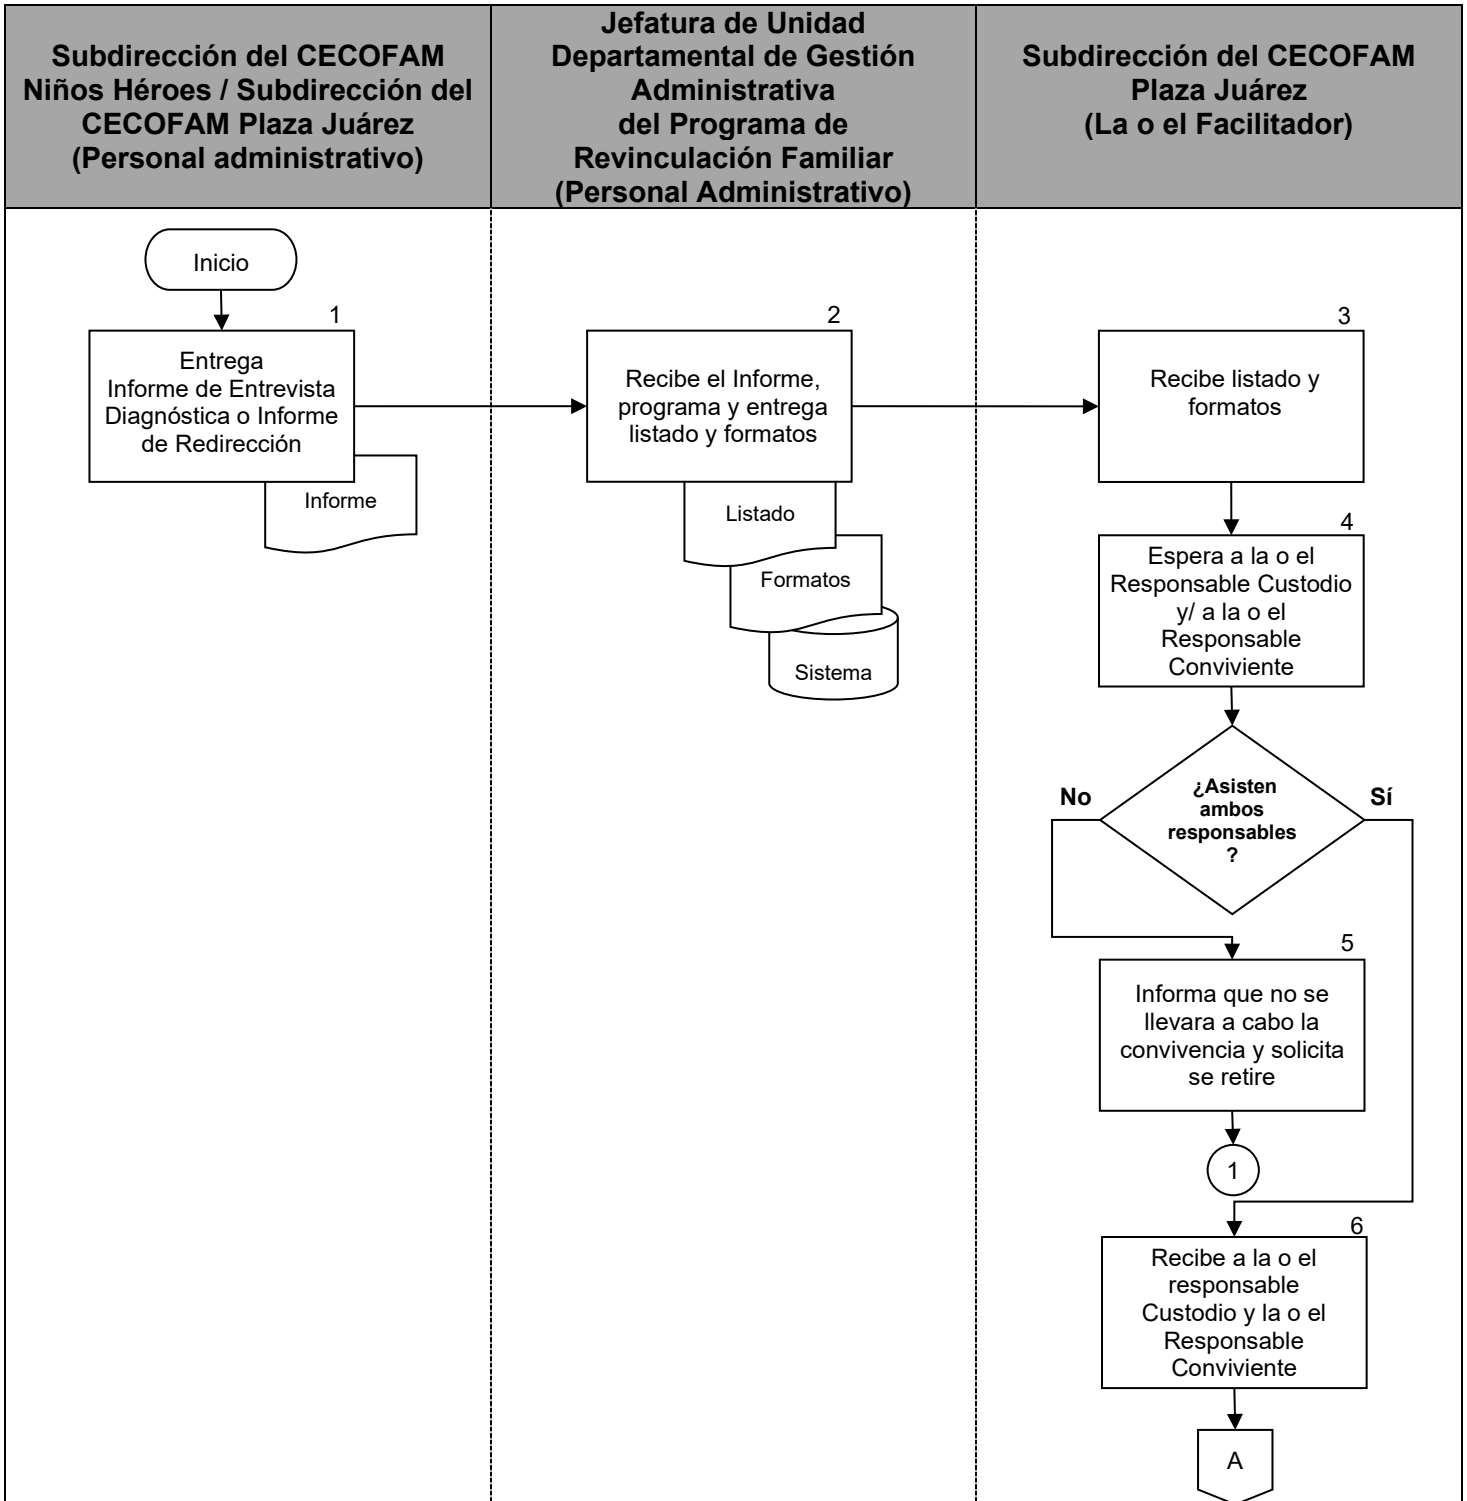 Subdirección del CECOFAM
Niños Héroes / Subdirección del
CECOFAM Plaza Juárez
(Personal administrativo)
Jefatura de Unidad
Departamental de Gestión
Administrativa
del Programa de
Revinculación Familiar
(Personal Administrativo)
Subdirección del CECOFAM
Plaza Juárez
(La o el Facilitador)
Inicio
1
Entrega
Informe de Entrevista
Diagnóstica o Informe
de Redirección
Informe
2
Recibe el Informe,
programa y entrega
listado y formatos
Listado
Formatos
Sistema
3
Recibe listado y
formatos
4
Espera a la o el
Responsable Custodio
y/ a la o el
Responsable
Conviviente
¿Asisten
ambos
responsables
?
No
Sí
5
Informa que no se
llevara a cabo la
convivencia y solicita
se retire
1
6
Recibe a la o el
responsable
Custodio y la o el
Responsable
Conviviente
A